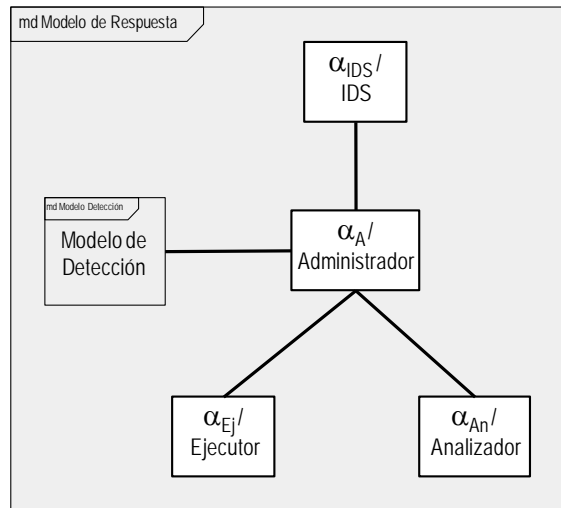 md Modelo de Respuesta
αIDS/
IDS
md Modelo Detección
Modelo de
Detección
αA/
Administrador
αEj/
Ejecutor
αAn/
Analizador